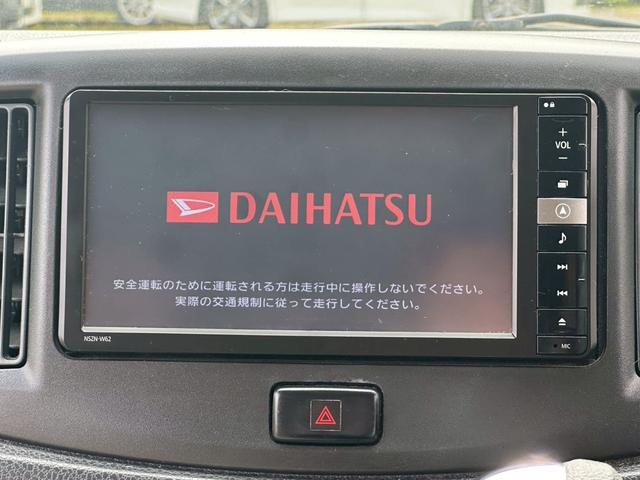 DAIHATSU
安全運転のために運転される方は走行中に操作しないでください。
実際の交通規制に従って走行してください。
NSZN-W62
+
VOL
−
MIC